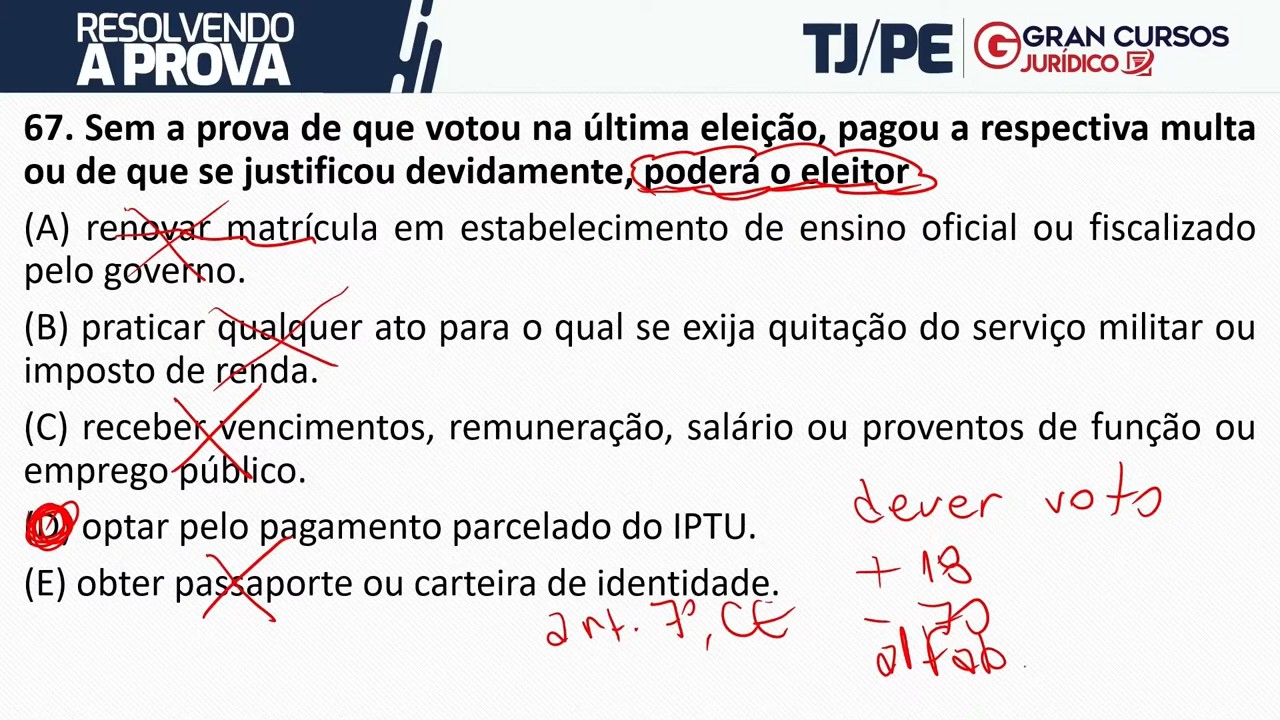 RESOLVENDO
A PROVA
TJ/PE
GRAN CURSOS
JURÍDICO
67. Sem a prova de que votou na última eleição, pagou a respectiva multa
ou de que se justificou devidamente, poderá o eleitor
(A) renovar matrícula em estabelecimento de ensino oficial ou fiscalizado
pelo governo.
(B) praticar qualquer ato para o qual se exija quitação do serviço militar ou
imposto de renda.
(C) receber vencimentos, remuneração, salário ou proventos de função ou
emprego público.
(D) optar pelo pagamento parcelado do IPTU.
(E) obter passaporte ou carteira de identidade.
art. 7º, CE
dever voto
+ 18
- 70
alfab